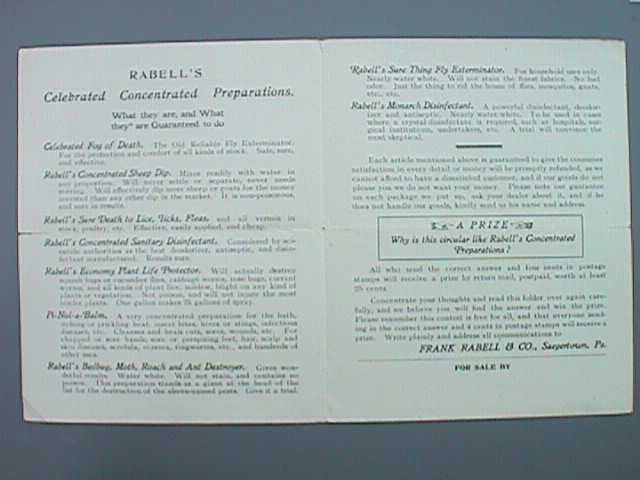 RABELL'S
Celebrated Concentrated Preparations.
What they are, and What
they are Guaranteed to do
Celebrated Fog of Death. The Old Reliable Fly Exterminator.
For the protection and comfort of all kinds of stock. Safe, sure,
and effective.
Rabell's Concentrated Sheep Dip. Mixes readily with water in
any proportion. Will never settle or separate, never needs
stirring. Will effectively dip more sheep or goats for the money
invested than any other dip in the market. It is non-poisonous,
and sure in results.
Rabell's Sure Death to Lice, Ticks, Fleas, and all vermin in
stock, poultry, etc. Effective, easily applied, and cheap.
Rabell's Concentrated Sanitary Disinfectant. Considered by sci-
entific authorities as the best deodorizer, antiseptic, and disin-
fectant manufactured. Results sure.
Rabell's Economy Plant Life Protector. Will actually destroy
squash bugs or cucumber flies, cabbage worms, rose bugs, currant
worms, and all kinds of plant lice, mildew, blight on any kind of
plants or vegetation. Not poison, and will not injure the most
tender plants. One gallon makes 75 gallons of spray.
Pi-Nol-a-Balm. A very concentrated preparation for the bath,
itching or prickling heat, insect bites, hives or stings, infectious
diseases, etc. Cleanses and heals cuts, sores, wounds, etc. For
chapped or sore hands, sore or perspiring feet, hair, scalp and
skin diseases, scrofula, eczema, ringworms, etc., and hundreds of
other uses.
Rabell's Bedbug, Moth, Roach and Ant Destroyer. Gives won-
derful results. Water white. Will not stain, and contains no
poison. This preparation stands as a giant at the head of the
list for the destruction of the above-named pests. Give it a trial.
Rabell's Sure Thing Fly Exterminator. For household uses only.
Nearly water white. Will not stain the finest fabrics. No bad
odor. Just the thing to rid the house of flies, mosquitos, gnats,
etc., etc.
Rabell's Monarch Disinfectant. A powerful disinfectant, deodor-
izer and antiseptic. Nearly water white. To be used in cases
where a crystal disinfectant is required, such as hospitals, sur-
gical institutions, undertakers, etc. A trial will convince the
most skeptical.
Each article mentioned above is guaranteed to give the consumer
satisfaction in every detail or money will be promptly refunded, as we
cannot afford to have a dissatisfied customer, and if our goods do not
please you we do not want your money. Please note our guarantee
on each package we put up, ask your dealer about it, and if he
does not handle our goods, kindly send us his name and address.
A PRIZE
Why is this circular like Rabell's Concentrated
Preparations?
All who send the correct answer and four cents in postage
stamps will receive a prize by return mail, postpaid, worth at least
25 cents.
Concentrate your thoughts and read this folder over again care-
fully, and we believe you will find the answer and win the prize.
Please remember this contest is free for all, and that everyone send-
ing in the correct answer and 4 cents in postage stamps will receive a
prize. Write plainly and address all communications to
FRANK RABELL & CO., Saegertown, Pa.
FOR SALE BY